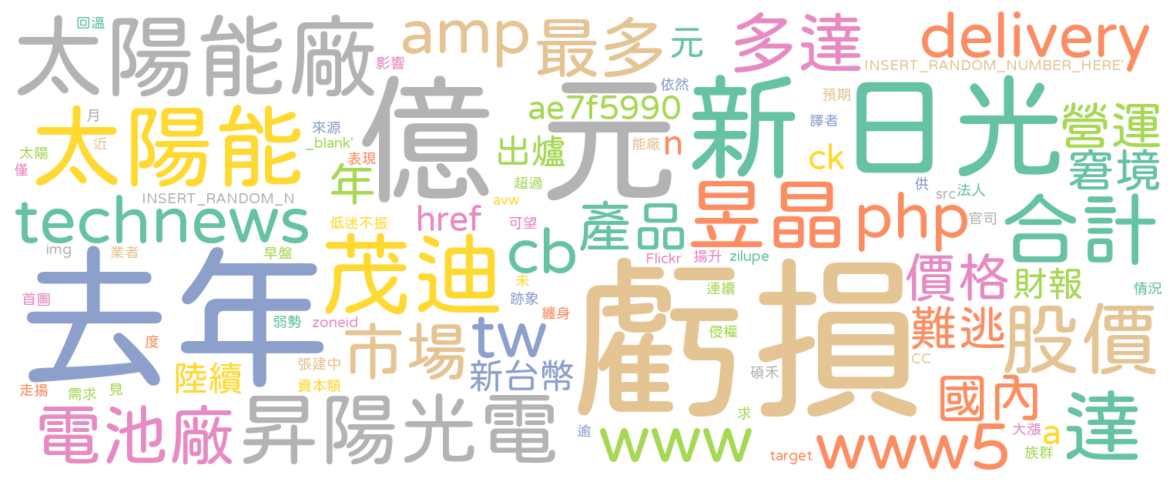 太陽能廠
回溫
影響
amp
最多
元
多達
delivery
INSERT_RANDOM_NUMBER_HERE'
億元
新日光
依然
ae7f5990
預期
譯者
營運
窘境
太陽能
月
近
太陽
僅
來源
_blank'
表現
出爐
能廠
n
ck
INSERT_RANDOM_N
年
超過
avw
供
src
法人
官司
technews
低迷不振
href
可望
產品
昱晶
php
合計
img
業者
早盤
茂迪
cb
Flickr
揚升
zilupe
去年
未
價格
財報
情況
首圖
弱勢
zoneid
跡象
纏身
虧損
連續
難逃
股價
度
市場
tw
侵權
陸續
張建中
新台幣
碩禾
CC
走揚
需求
見
資本額
國內
達
電池廠
昇陽光電
逾
www
求
target
www5
大漲
a
族群